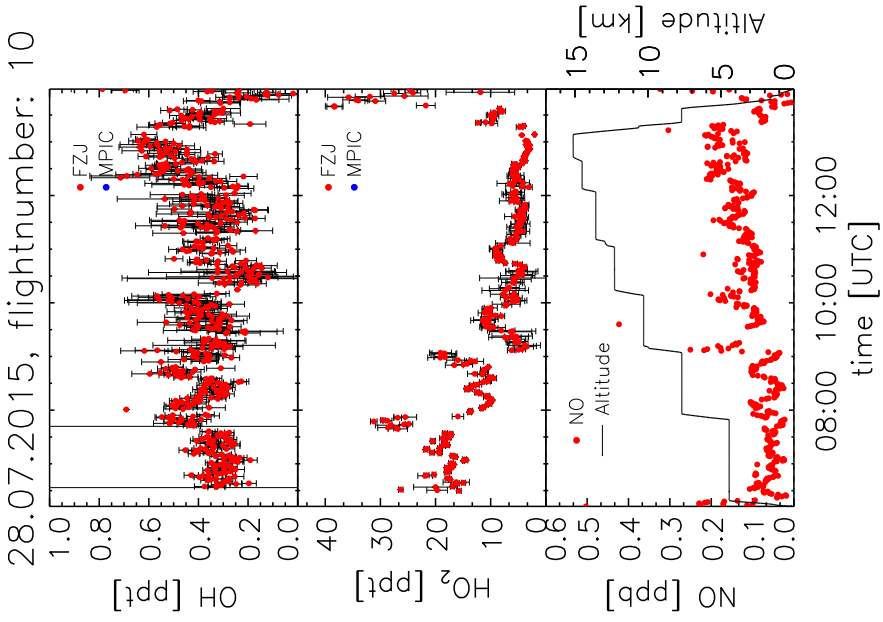 28.07.2015, flightnumber: 10
OH [ppt]
1.0
0.8
0.6
0.4
0.2
0.0
FZJ
MPIC
HO2 [ppt]
40
30
20
10
0
FZJ
MPIC
NO [ppb]
0.6
0.5
0.4
0.3
0.2
0.1
0.0
NO
Altitude
Altitude [km]
15
10
5
0
08:00 10:00 12:00
time [UTC]